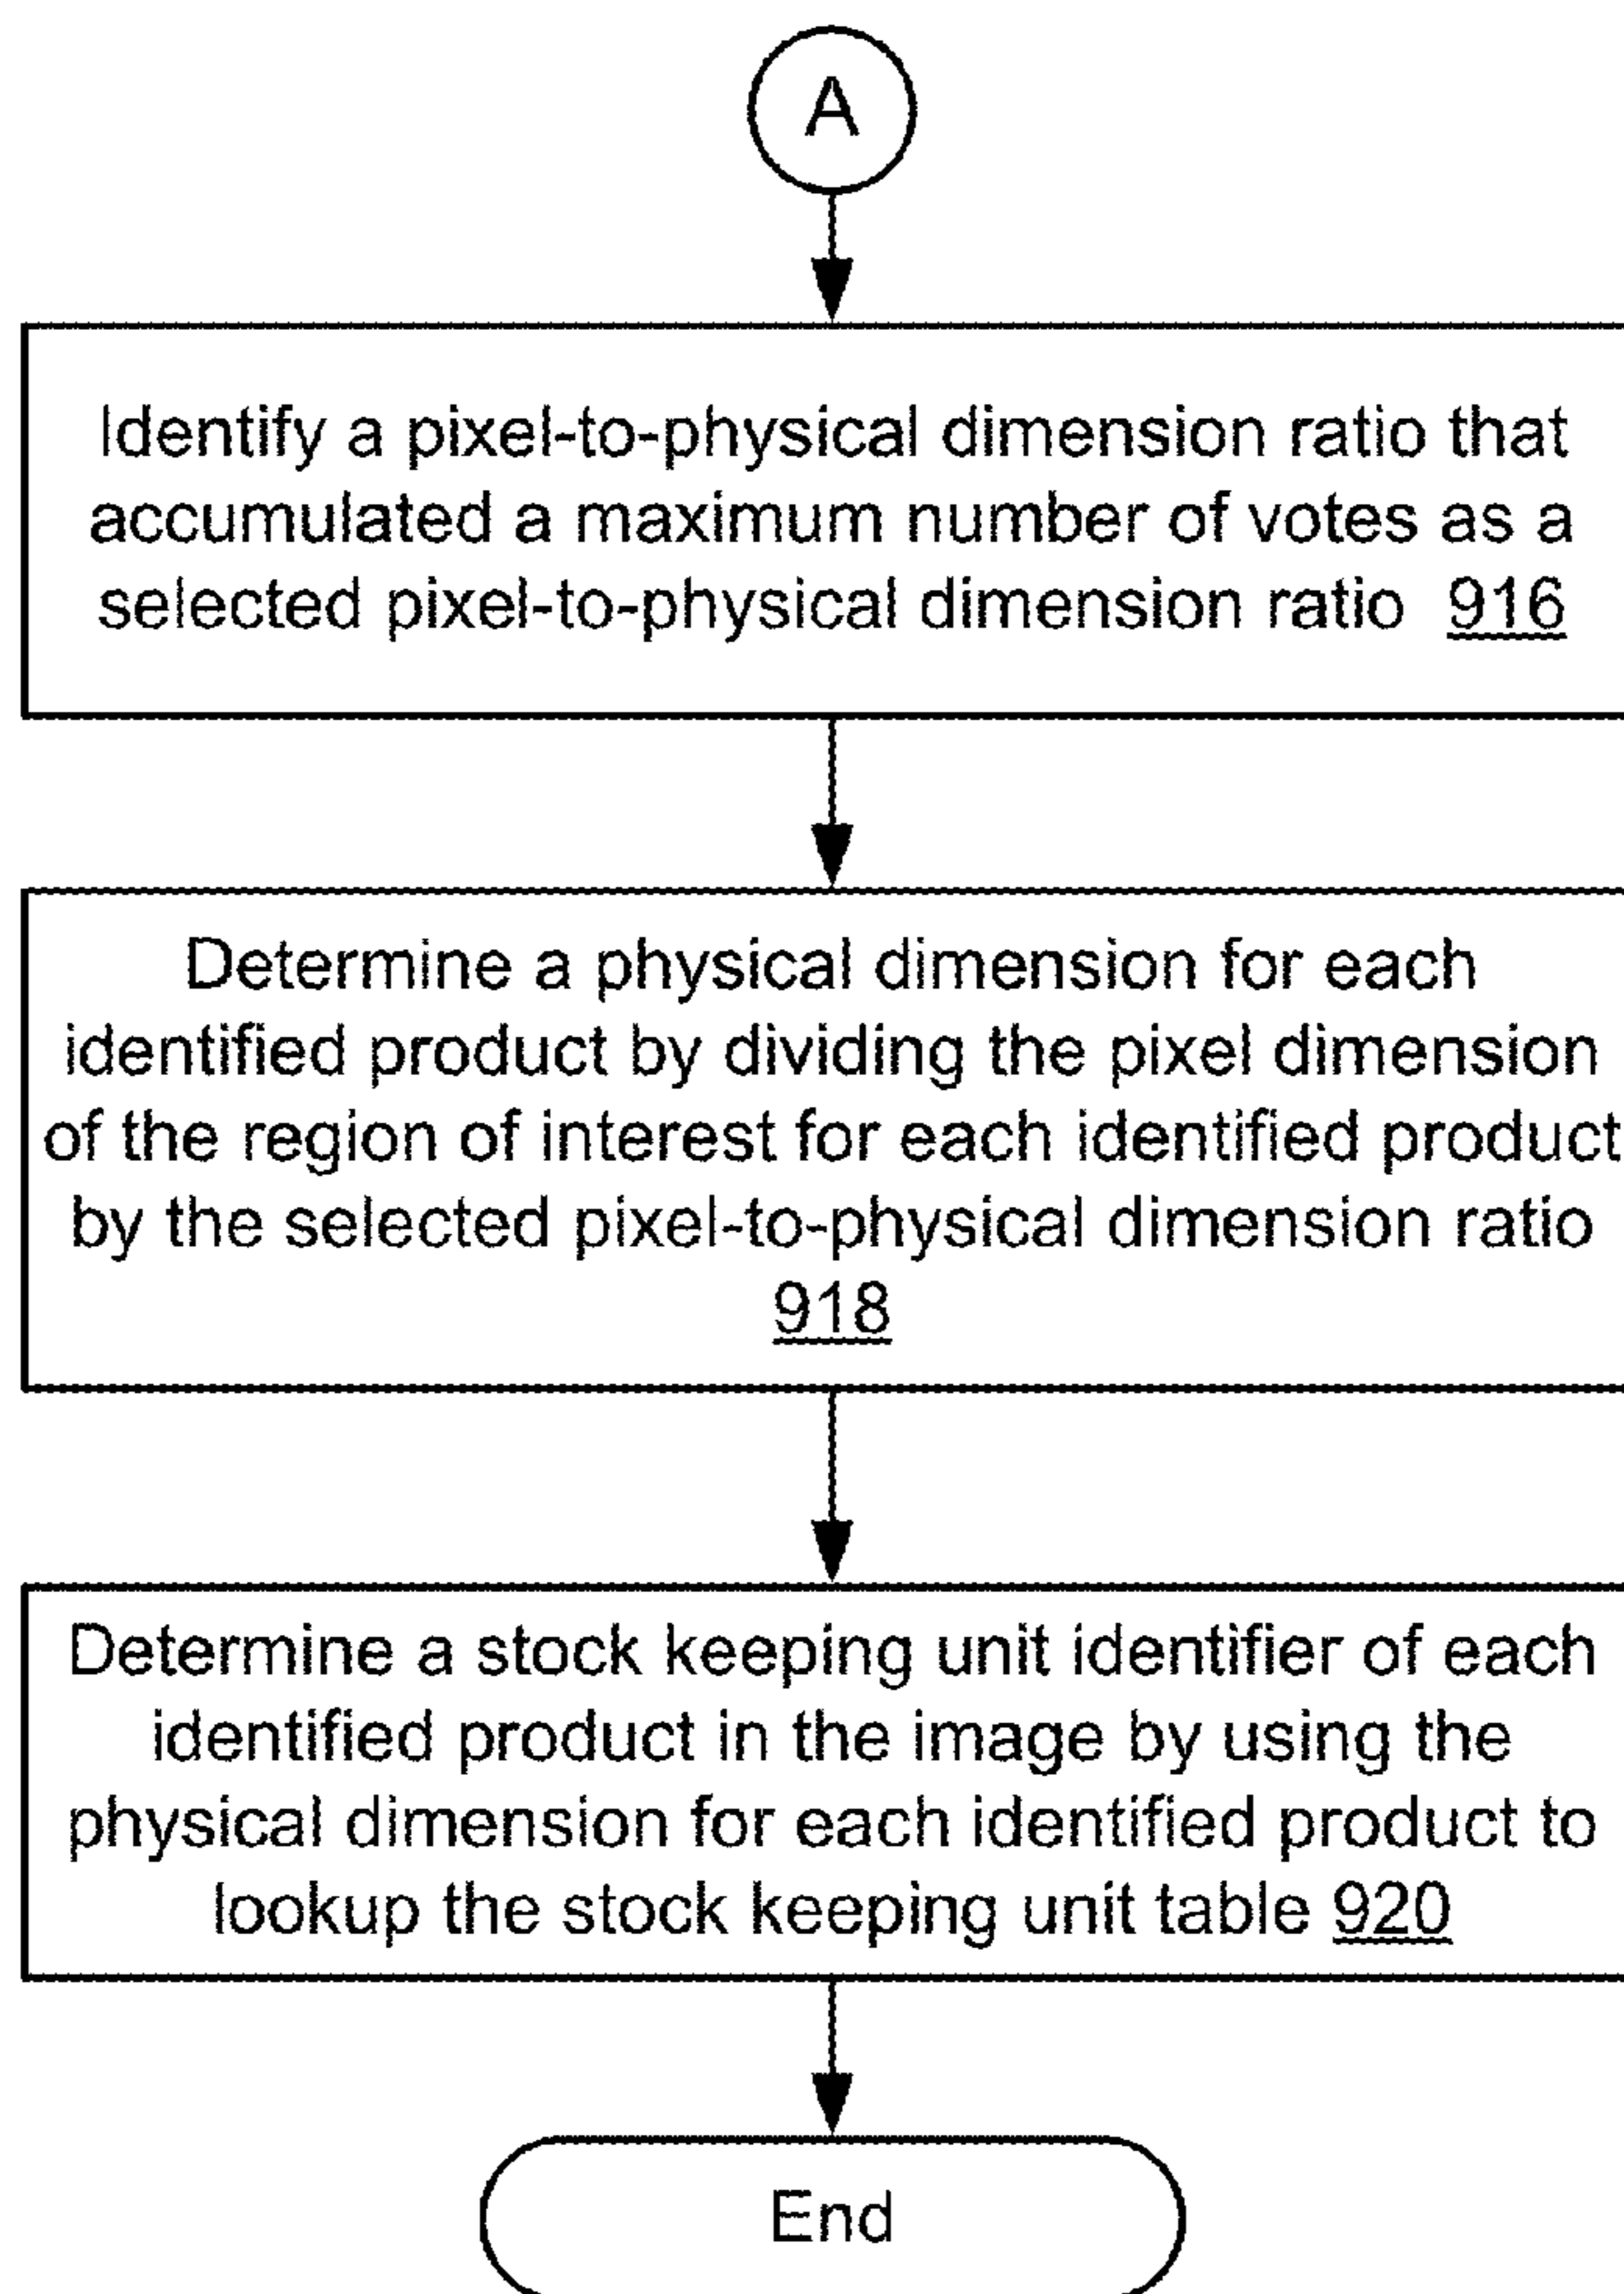 A
Identify a pixel-to-physical dimension ratio that
accumulated a maximum number of votes as a
selected pixel-to-physical dimension ratio 916
Determine a physical dimension for each
identified product by dividing the pixel dimension
of the region of interest for each identified product
by the selected pixel-to-physical dimension ratio
918
Determine a stock keeping unit identifier of each
identified product in the image by using the
physical dimension for each identified product to
lookup the stock keeping unit table 920
End